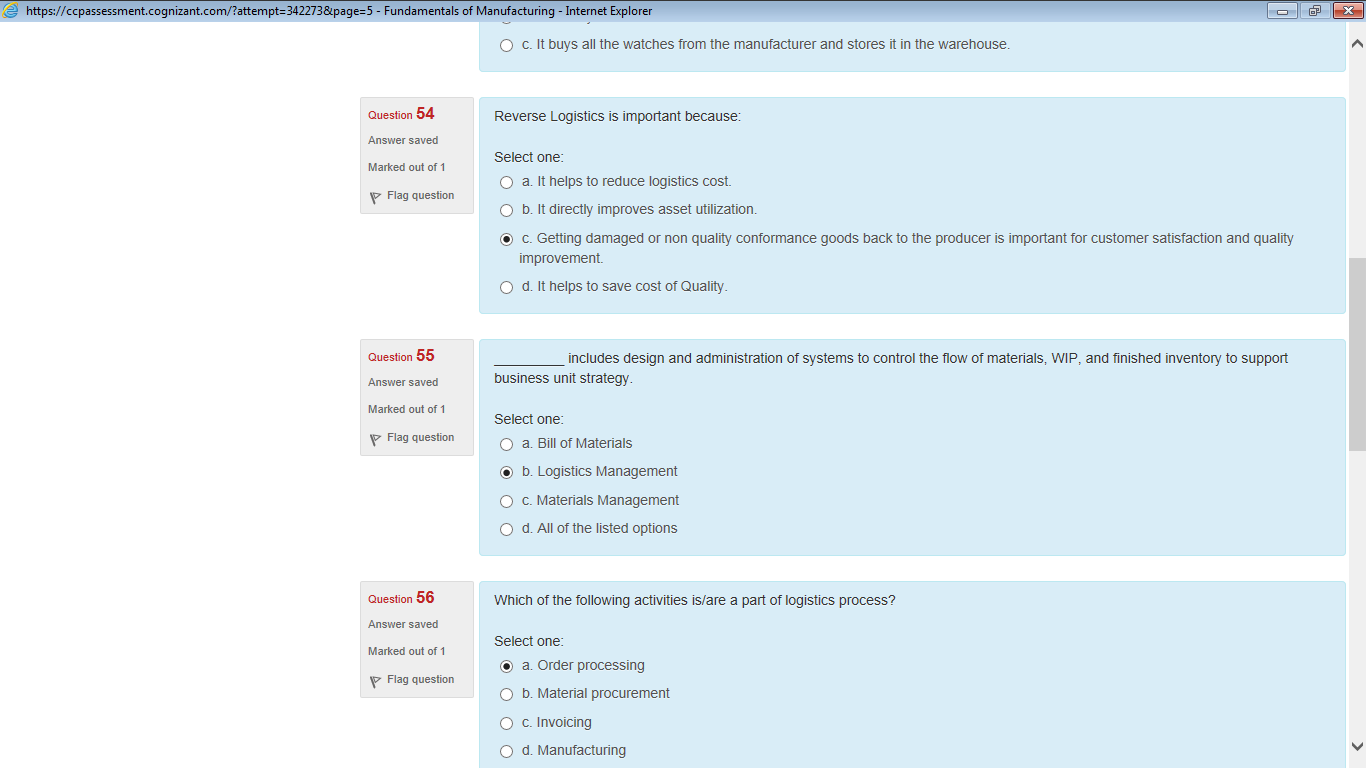 https://ccpassessment.cognizant.com/?attempt=342273&page=5 - Fundamentals of Manufacturing - Internet Explorer
c. It buys all the watches from the manufacturer and stores it in the warehouse.
Question 54
Answer saved
Marked out of 1
Flag question
Reverse Logistics is important because:
Select one:
a. It helps to reduce logistics cost.
b. It directly improves asset utilization.
c. Getting damaged or non quality conformance goods back to the producer is important for customer satisfaction and quality
improvement.
d. It helps to save cost of Quality.
Question 55
Answer saved
Marked out of 1
Flag question
_________ includes design and administration of systems to control the flow of materials, WIP, and finished inventory to support
business unit strategy.
Select one:
a. Bill of Materials
b. Logistics Management
c. Materials Management
d. All of the listed options
Question 56
Answer saved
Marked out of 1
Flag question
Which of the following activities is/are a part of logistics process?
Select one:
a. Order processing
b. Material procurement
c. Invoicing
d. Manufacturing